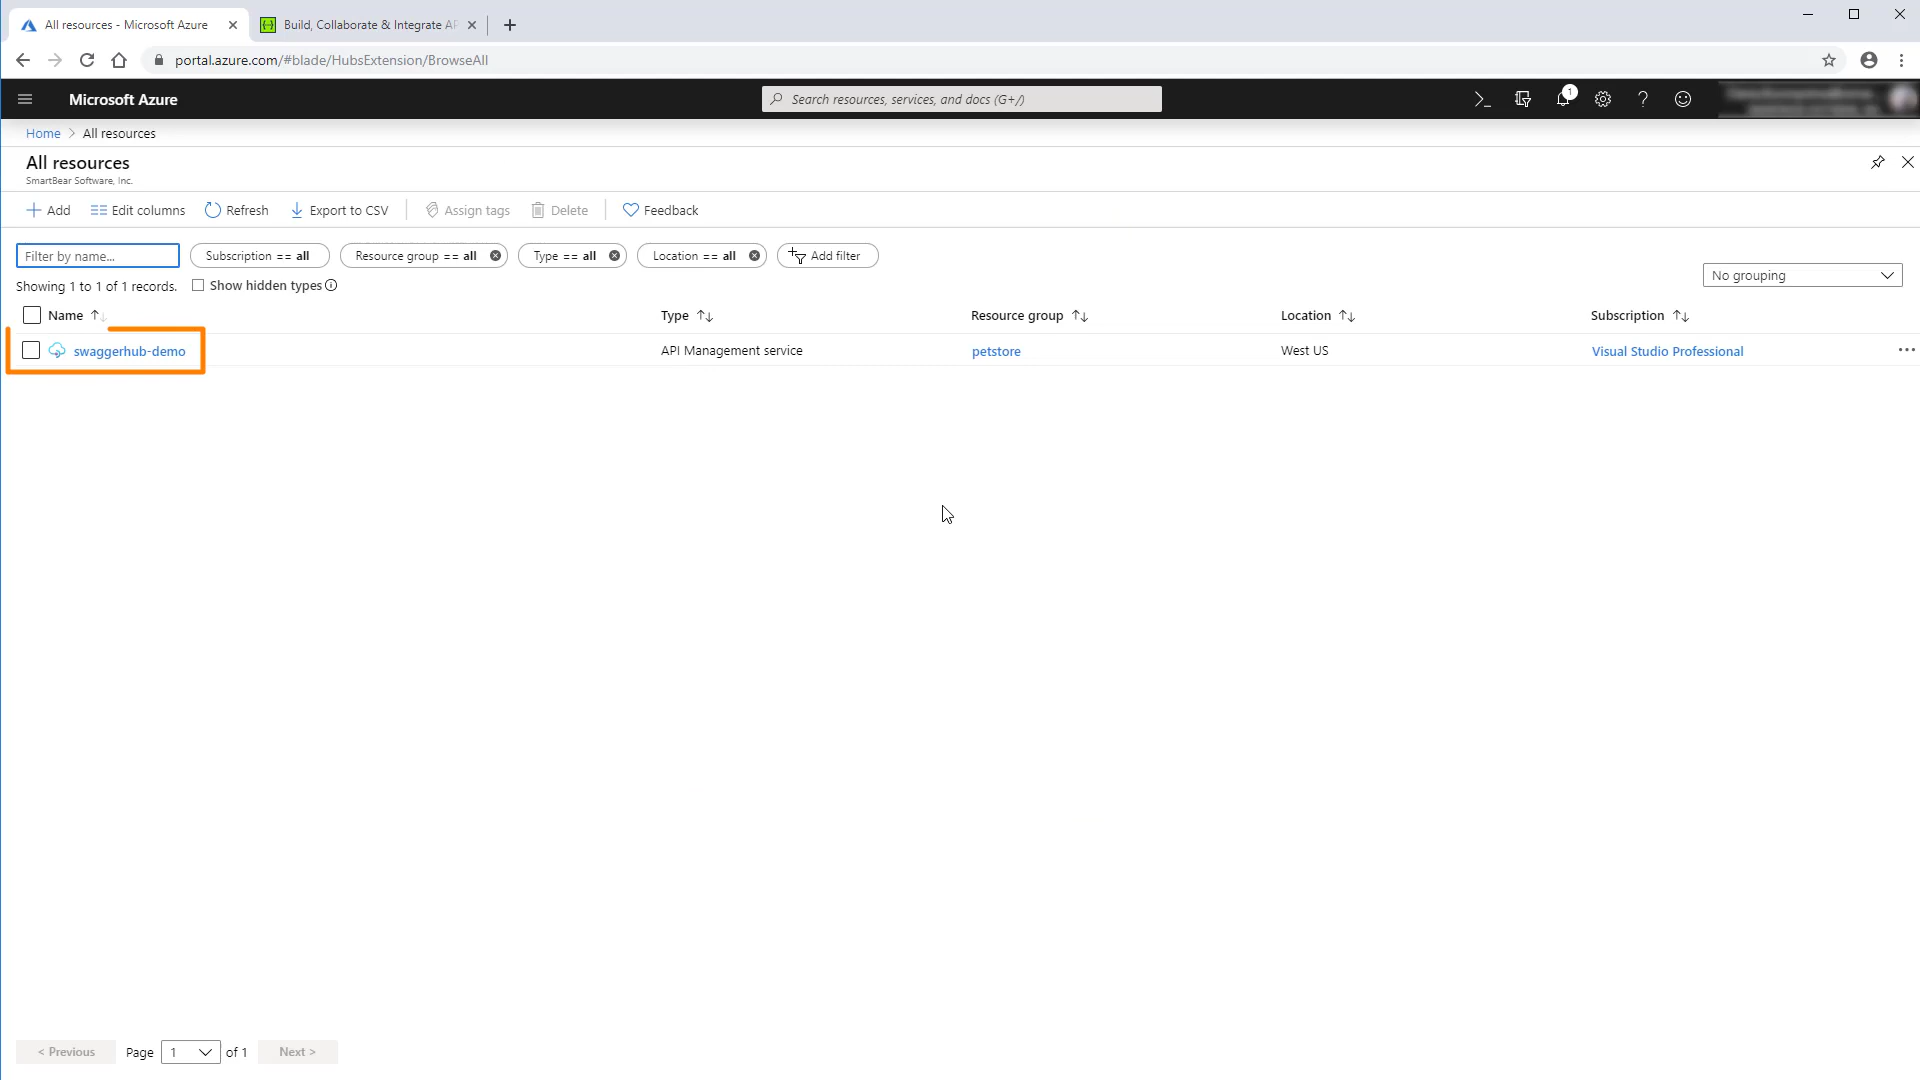 All resources - Microsoft Azure
Build, Collaborate & Integrate AP
portal.azure.com/#blade/HubsExtension/BrowseAll
Microsoft Azure
Search resources, services, and docs (G+/)
1
Home > All resources
All resources
SmartBear Software, Inc.
Add
Edit columns
Refresh
Export to CSV
Assign tags
Delete
Feedback
Filter by name...
Subscription == all
Resource group == all
Type == all
Location == all
Add filter
No grouping
Showing 1 to 1 of 1 records.
Show hidden types
Name
Type
Resource group
Location
Subscription
swaggerhub-demo
API Management service
petstore
West US
Visual Studio Professional
< Previous
Page
1
of 1
Next >